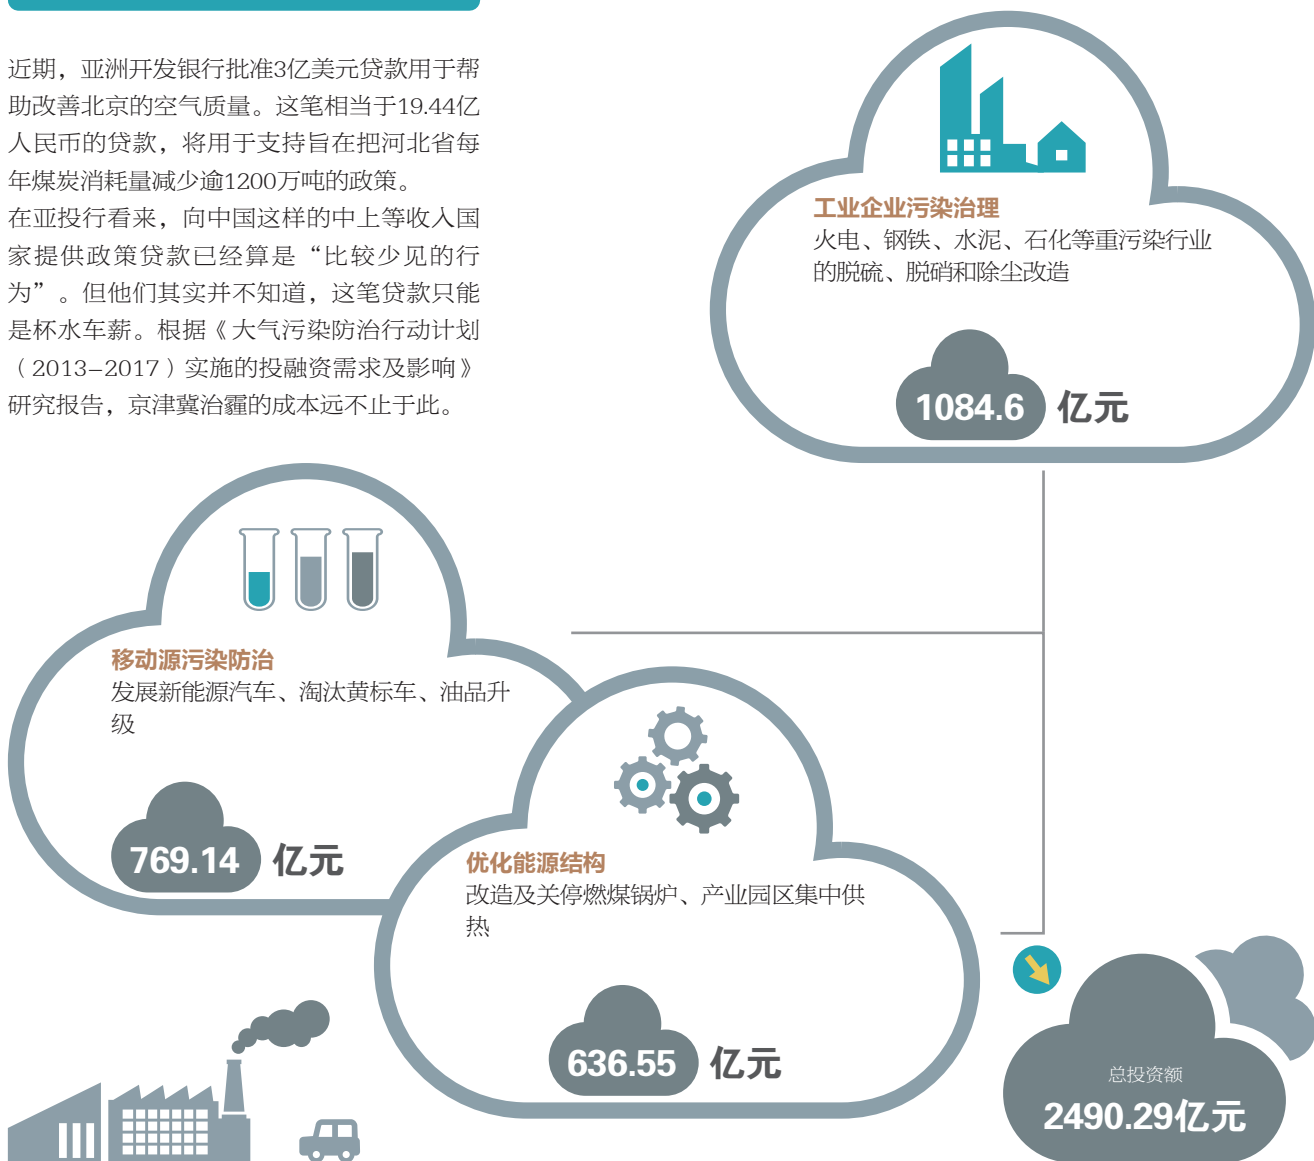 近期，亚洲开发银行批准3亿美元贷款用于帮
助改善北京的空气质量。这笔相当于19.44亿
人民币的贷款，将用于支持旨在把河北省每
年煤炭消耗量减少逾1200万吨的政策。
在亚投行看来，向中国这样的中上等收入国
家提供政策贷款已经算是“比较少见的行
为”。但他们其实并不知道，这笔贷款只能
是杯水车薪。根据《大气污染防治行动计划
（2013–2017）实施的投融资需求及影响》
研究报告，京津冀治霾的成本远不止于此。
工业企业污染治理
火电、钢铁、水泥、石化等重污染行业
的脱硫、脱硝和除尘改造
1084.6 亿元
移动源污染防治
发展新能源汽车、淘汰黄标车、油品升
级
769.14 亿元
优化能源结构
改造及关停燃煤锅炉、产业园区集中供
热
636.55 亿元
总投资额
2490.29亿元